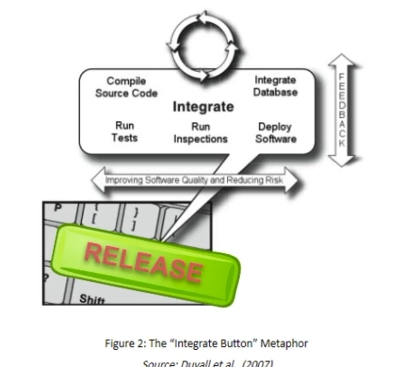 Compile
Source Code
Integrate
Database
Integrate
Run
Tests
Run
Inspections
Deploy
Software
FEEDBACK
Improving Software Quality and Reducing Risk
P
{
[
}
]
RELEASE
?
Shift
Figure 2: The “Integrate Button” Metaphor
Source: Duvall et al. (2007)